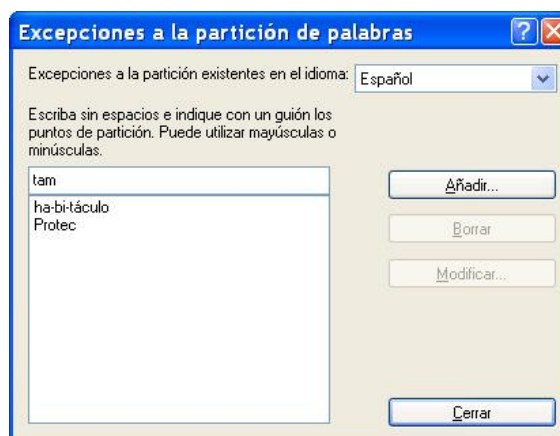 Excepciones a la partición de palabras
Excepciones a la partición existentes en el idioma: Español
Escriba sin espacios e indique con un guión los
puntos de partición. Puede utilizar mayúsculas o
minúsculas.
tam
Añadir...
ha-bi-táculo
Protec
Borrar
Modificar...
Cerrar